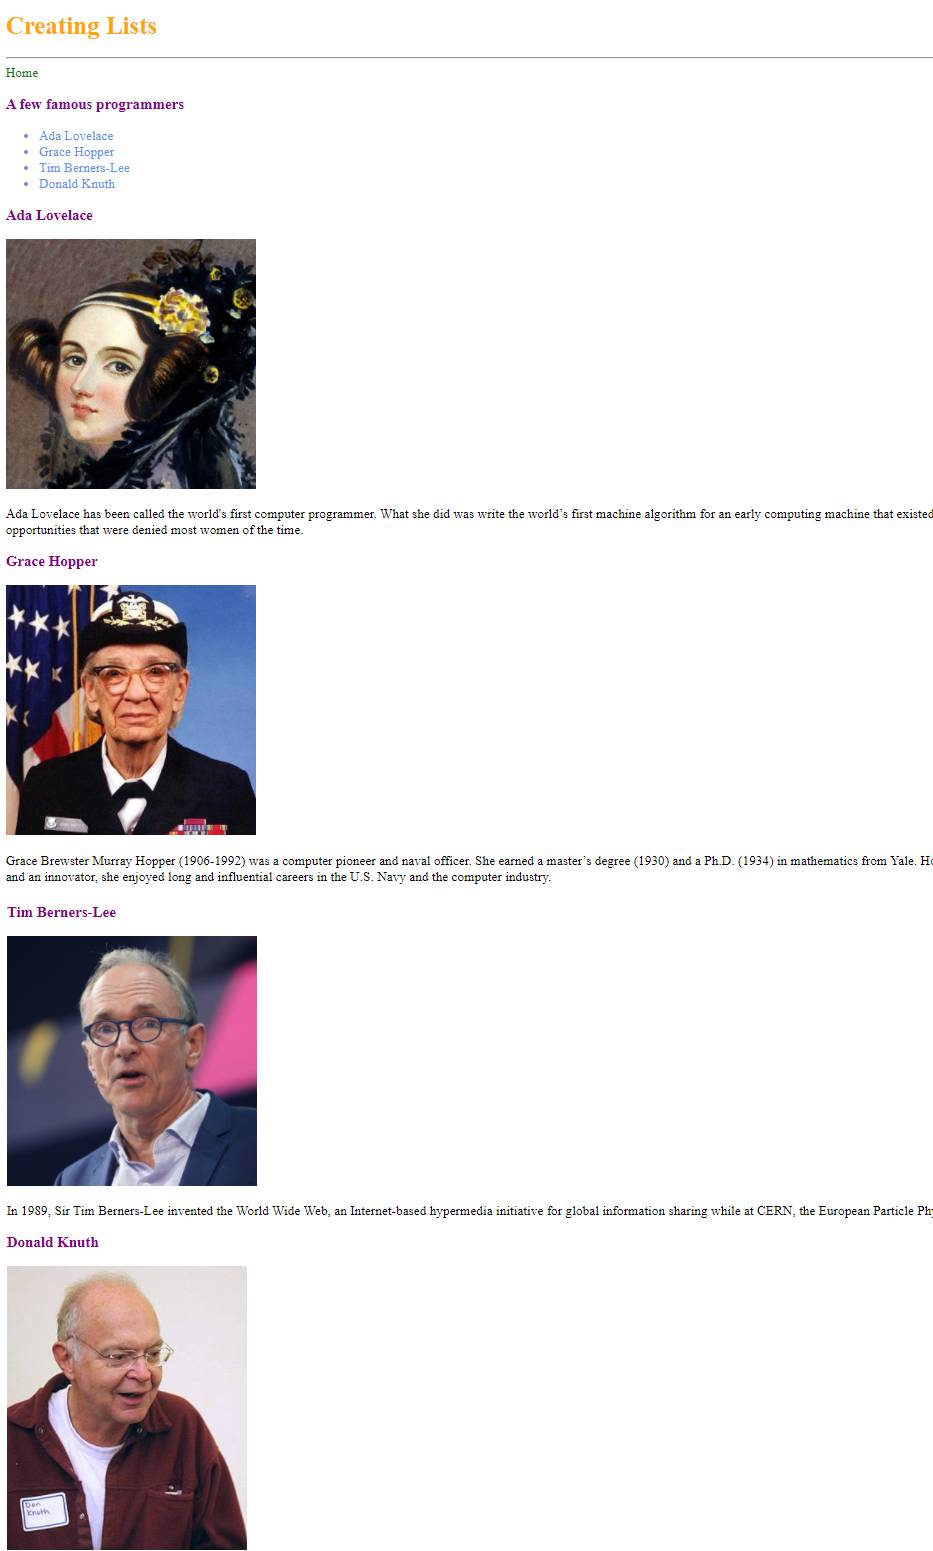 Creating Lists
Home
A few famous programmers
Ada Lovelace
Grace Hopper
Tim Berners-Lee
Donald Knuth
Ada Lovelace
Ada Lovelace has been called the world's first computer programmer. What she did was write the world’s first machine algorithm for an early computing machine that existed
opportunities that were denied most women of the time.
Grace Hopper
Grace Brewster Murray Hopper (1906-1992) was a computer pioneer and naval officer. She earned a master’s degree (1930) and a Ph.D. (1934) in mathematics from Yale.
and an innovator, she enjoyed long and influential careers in the U.S. Navy and the computer industry.
Tim Berners-Lee
In 1989, Sir Tim Berners-Lee invented the World Wide Web, an Internet-based hypermedia initiative for global information sharing while at CERN, the European Particle
Donald Knuth
Don
Knuth